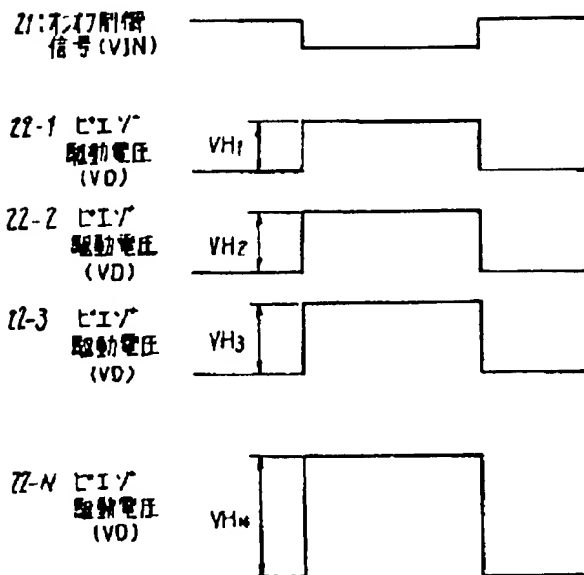 21:オンオフ制御
信号(VIN)
22-1 ピエゾ
駆動電圧
(VD)
VH1
22-2 ピエゾ
駆動電圧
(VD)
VH2
22-3 ピエゾ
駆動電圧
(VD)
VH3
22-N ピエゾ
駆動電圧
(VD)
VHN